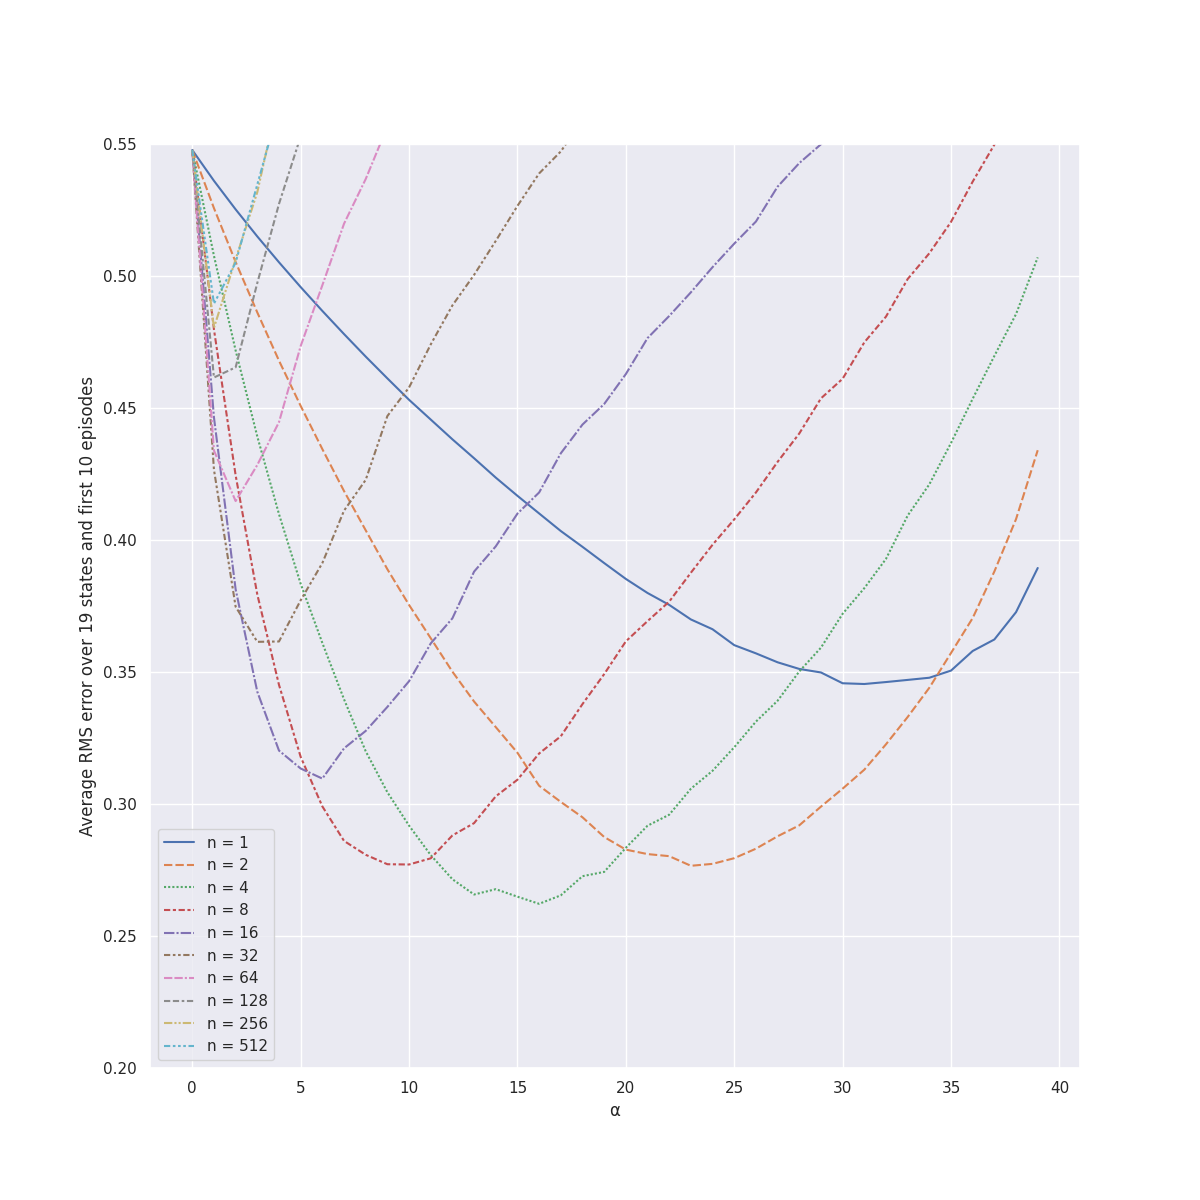 0.55
0.50
0.45
0.40
0.35
0.30
0.25
0.20
Average RMS error over 19 states and first 10 episodes
n = 1
n = 2
n = 4
n = 8
n = 16
n = 32
n = 64
n = 128
n = 256
n = 512
0 5 10 15 20 25 30 35 40
α